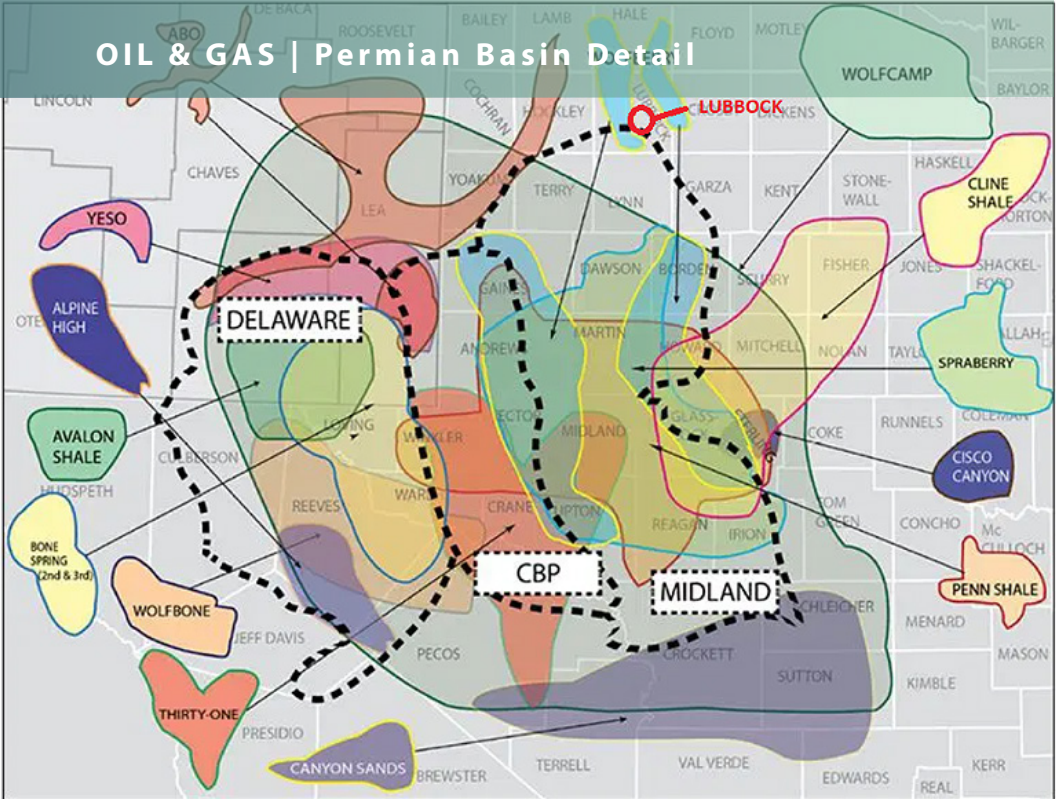 DE BACA
BAILEY
LAMB
HALE
ABO
ROOSEVELT
FLOYD
MOTLEY
WIL-
BARGER
OIL & GAS | Permian Basin Detail
WOLFCAMP
BAYLOR
LINCOLN
COCHRAN
HOCKLEY
LUBBOCK
DICKENS
CHAVES
YOAKUM
TERRY
LYNN
GARZA
KENT
STONE-
WALL
HASKELL
CLINE
SHALE
LEA
YESO
GAINES
DAWSON
BORDEN
SCURRY
FISHER
JONES
SHACKEL-
FORD
ALPINE
HIGH
DELAWARE
ANDREWS
MARTIN
HOWARD
MITCHELL
NOLAN
SPRABERRY
AVALON
SHALE
LOVING
WINKLER
ECTOR
MIDLAND
GLASS-
STERLING
COKE
RUNNELS
COLEMAN
CULBERSON
CISCO
CANYON
HUDSPETH
REEVES
WARD
CRANE
UPTON
REAGAN
IRION
TOM
GREEN
CONCHO
Mc
CULLOCH
BONE
SPRING
(2nd & 3rd)
CBP
MIDLAND
PENN SHALE
WOLFBONE
SCHLEICHER
MENARD
JEFF DAVIS
PECOS
CROCKETT
MASON
SUTTON
KIMBLE
THIRTY-ONE
PRESIDIO
CANYON SANDS
BREWSTER
TERRELL
VAL VERDE
EDWARDS
KERR
REAL